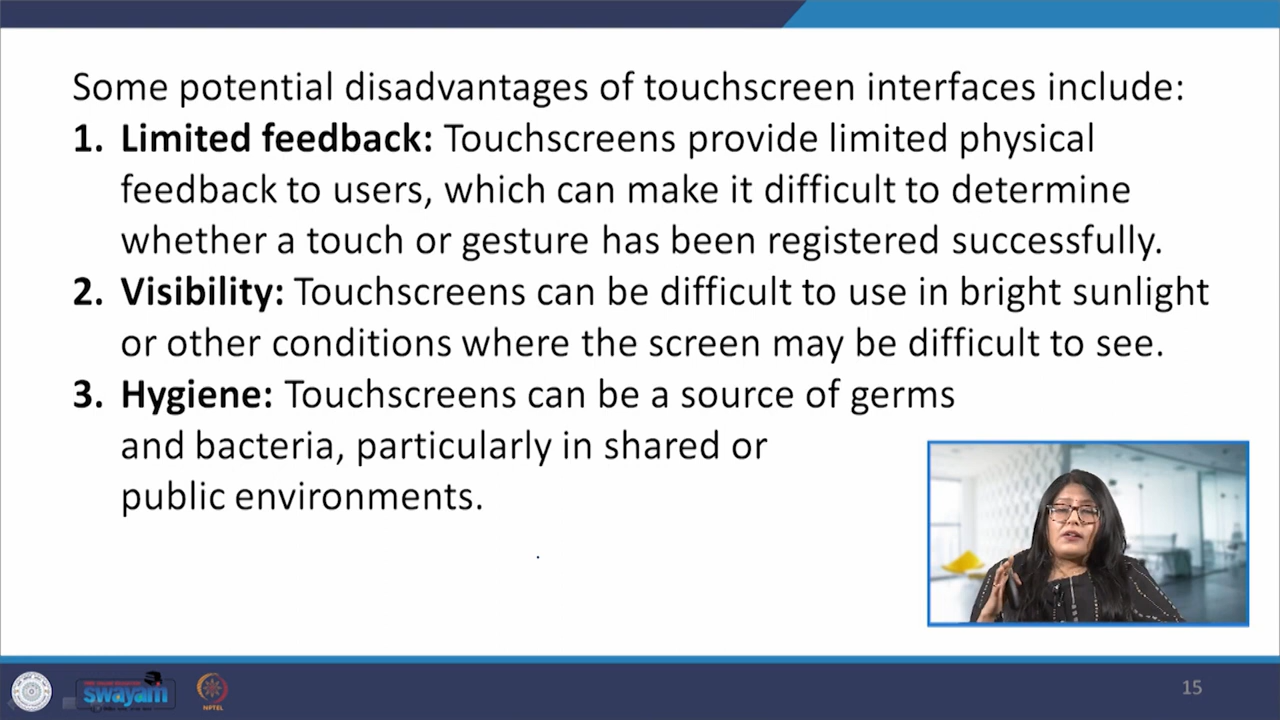 Some potential disadvantages of touchscreen interfaces include:
1. Limited feedback: Touchscreens provide limited physical
feedback to users, which can make it difficult to determine
whether a touch or gesture has been registered successfully.
2. Visibility: Touchscreens can be difficult to use in bright sunlight
or other conditions where the screen may be difficult to see.
3. Hygiene: Touchscreens can be a source of germs
and bacteria, particularly in shared or
public environments.
swayam
NPTEL
15